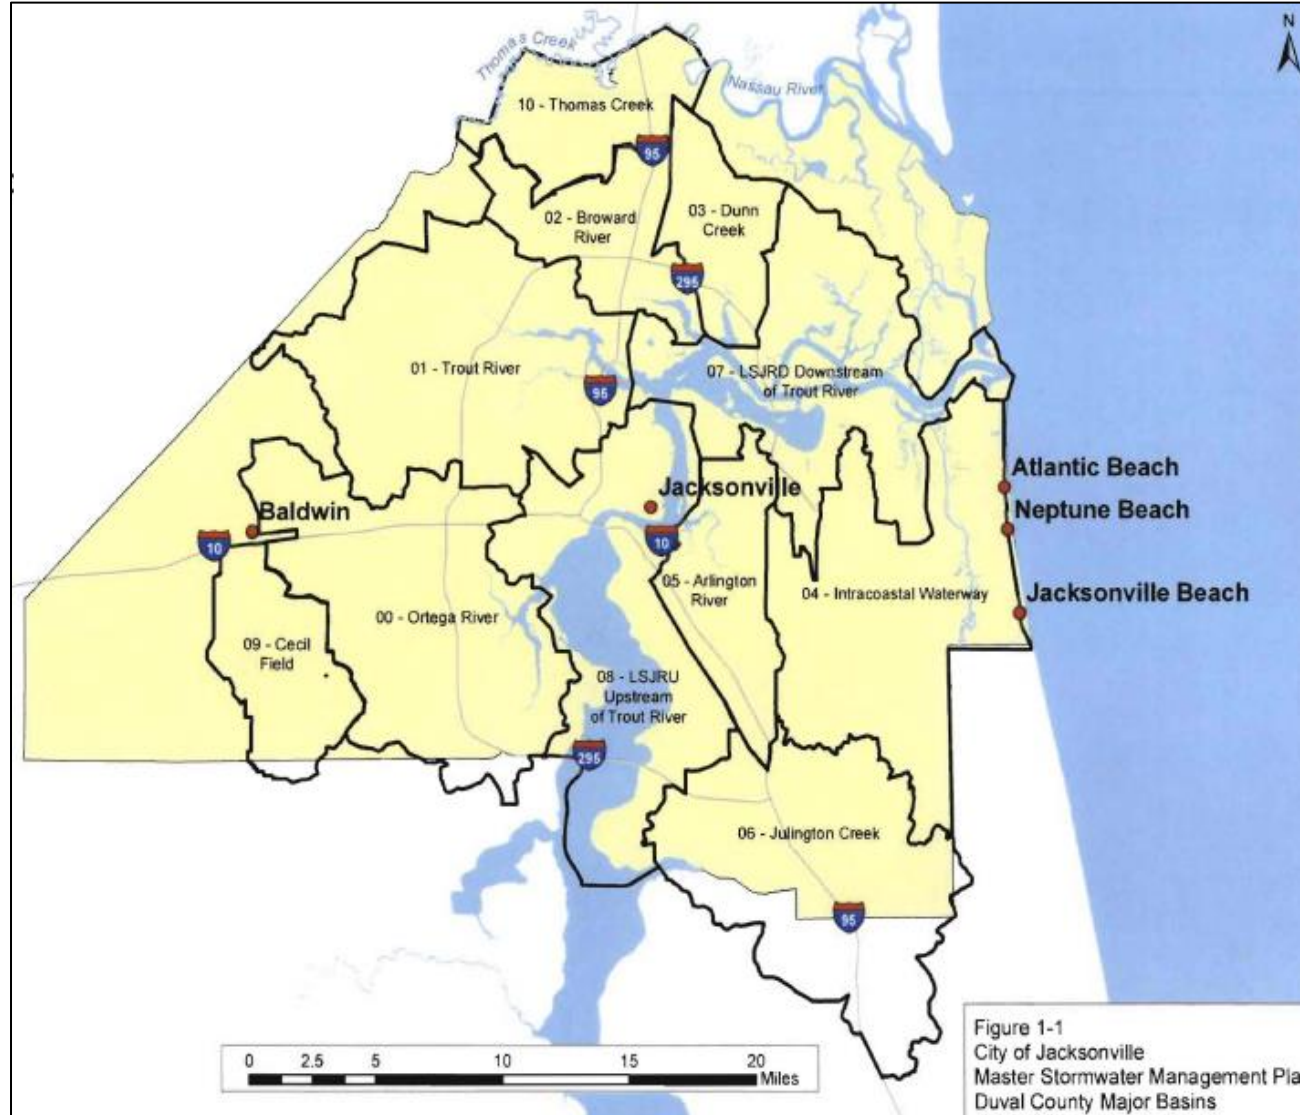 N
Thomas Creek
Nassau River
10 - Thomas Creek
95
02 - Broward
River
03 - Dunn
Creek
295
01 - Trout River
95
07 - LSJRD Downstream
of Trout River
Atlantic Beach
Jacksonville
Neptune Beach
Baldwin
10
10
05 - Arlington
River
04 - Intracoastal Waterway
Jacksonville Beach
00 - Ortega River
09 - Cecil
Field
08 - LSJRU
Upstream
of Trout River
295
06 - Julington Creek
95
0 2.5 5 10 15 20
Miles
Figure 1-1
City of Jacksonville
Master Stormwater Management Pla
Duval County Major Basins